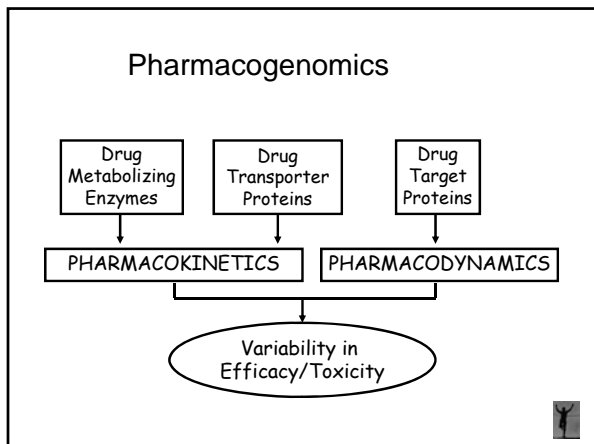 Pharmacogenomics
Drug
Metabolizing
Enzymes
Drug
Transporter
Proteins
Drug
Target
Proteins
PHARMACOKINETICS
PHARMACODYNAMICS
Variability in
Efficacy/Toxicity